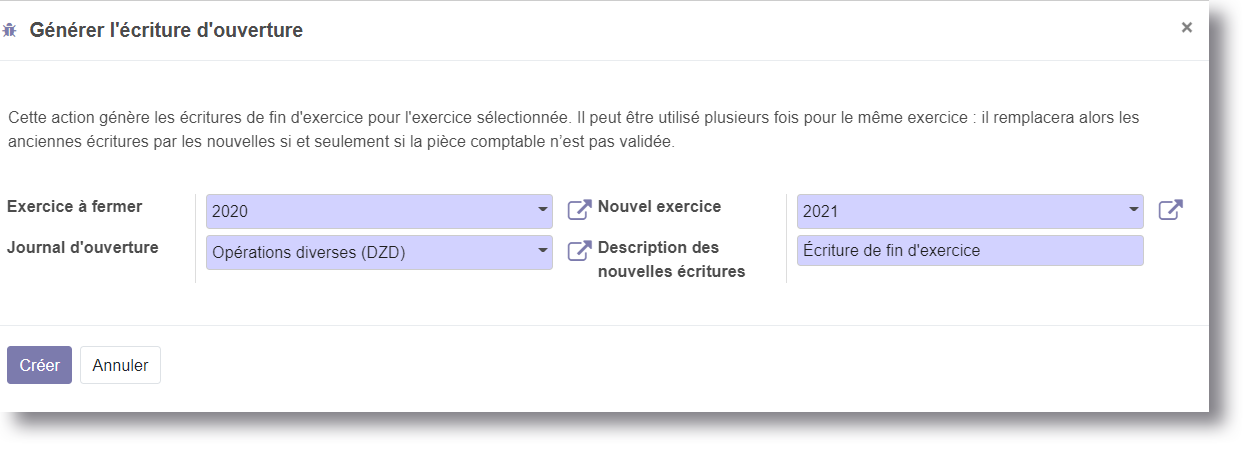 Générer l'écriture d'ouverture ×
Cette action génère les écritures de fin d'exercice pour l'exercice sélectionnée. Il peut être utilisé plusieurs fois pour le même exercice : il remplacera alors les
anciennes écritures par les nouvelles si et seulement si la pièce comptable n’est pas validée.
Exercice à fermer 2020 Nouvel exercice 2021
Journal d'ouverture Opérations diverses (DZD) Description des Écriture de fin d'exercice
nouvelles écritures
Créer Annuler